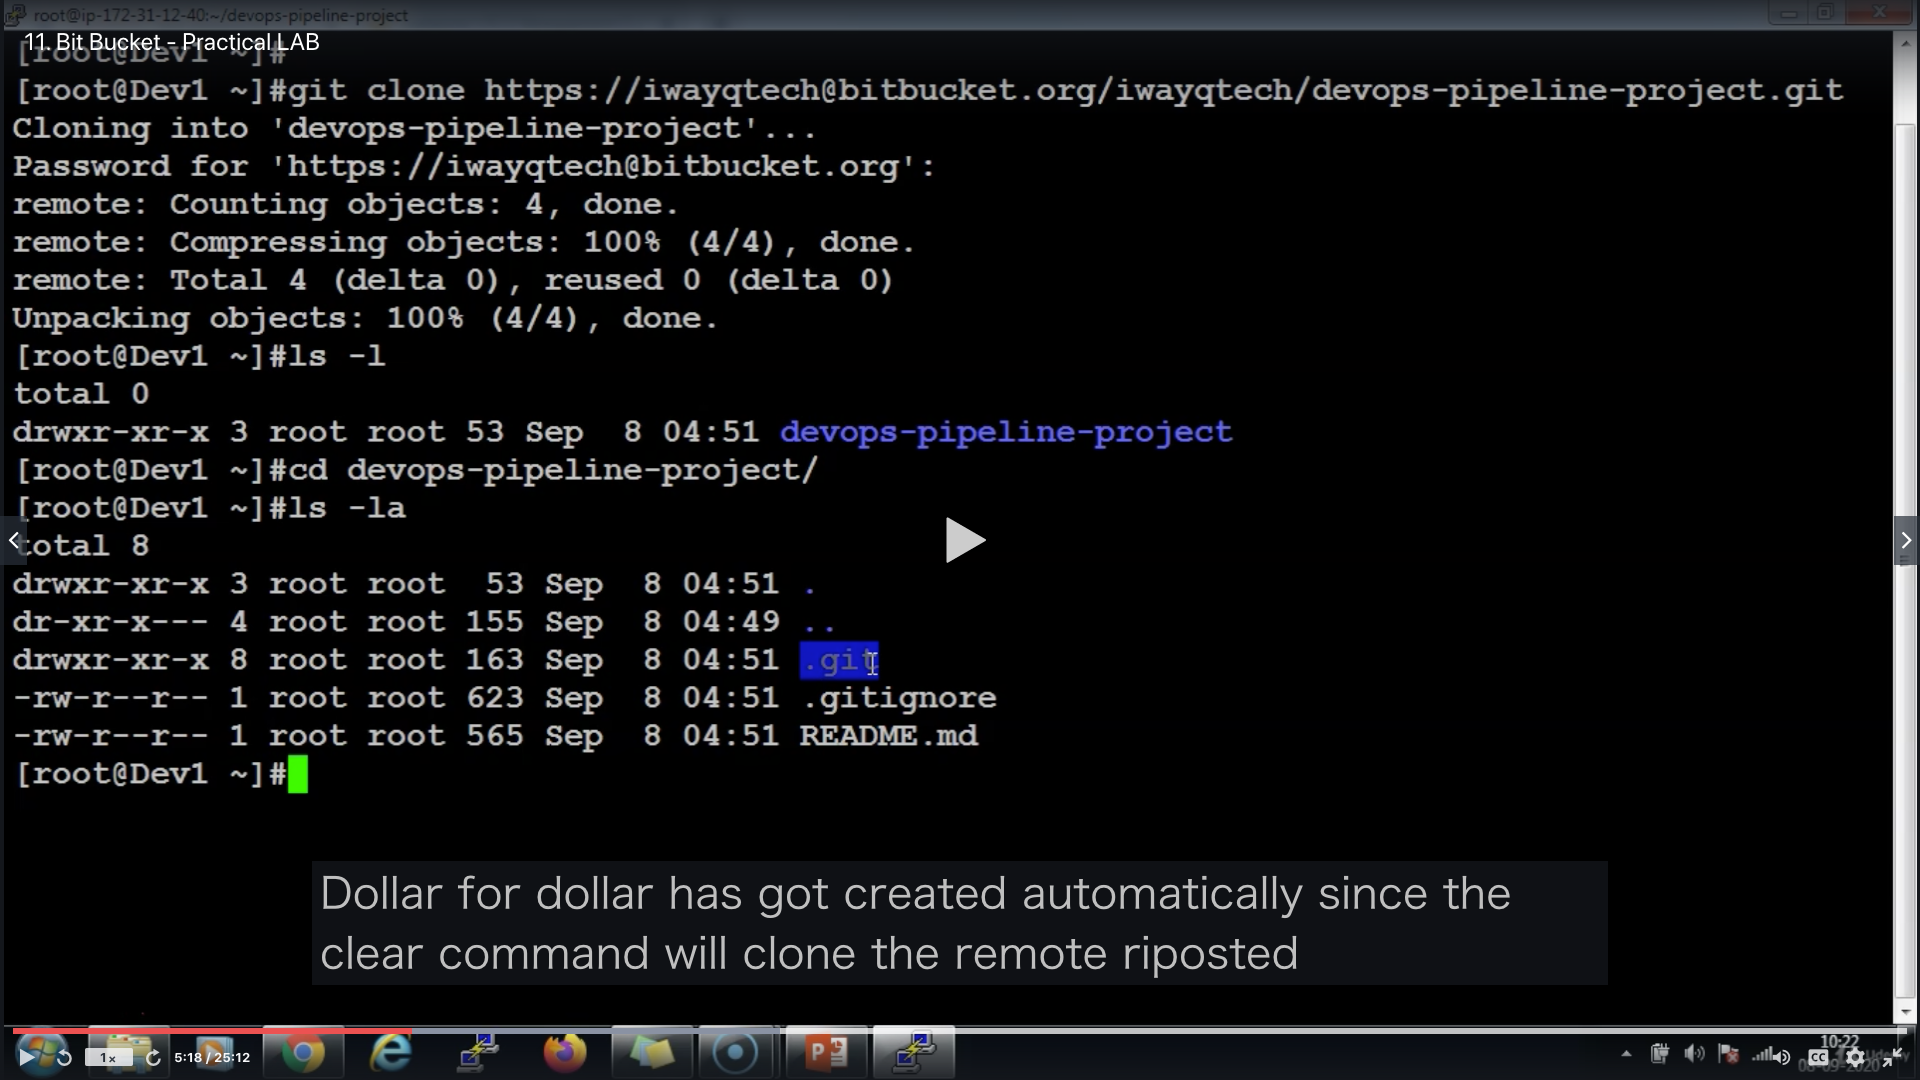 root@ip-172-31-12-40:~/devops-pipeline-project
11. Bit Bucket - Practical LAB
[root@Dev1 ~]#
[root@Dev1 ~]#git clone https://iwayqtech@bitbucket.org/iwayqtech/devops-pipeline-project.git
Cloning into 'devops-pipeline-project'...
Password for 'https://iwayqtech@bitbucket.org':
remote: Counting objects: 4, done.
remote: Compressing objects: 100% (4/4), done.
remote: Total 4 (delta 0), reused 0 (delta 0)
Unpacking objects: 100% (4/4), done.
[root@Dev1 ~]#ls -l
total 0
drwxr-xr-x 3 root root 53 Sep  8 04:51 devops-pipeline-project
[root@Dev1 ~]#cd devops-pipeline-project/
[root@Dev1 ~]#ls -la
total 8
drwxr-xr-x 3 root root  53 Sep  8 04:51 .
dr-xr-x--- 4 root root 155 Sep  8 04:49 ..
drwxr-xr-x 8 root root 163 Sep  8 04:51 .git
-rw-r--r-- 1 root root 623 Sep  8 04:51 .gitignore
-rw-r--r-- 1 root root 565 Sep  8 04:51 README.md
[root@Dev1 ~]#
Dollar for dollar has got created automatically since the
clear command will clone the remote riposted
1x
5:18 / 25:12
10:22
CC
08-09-2020